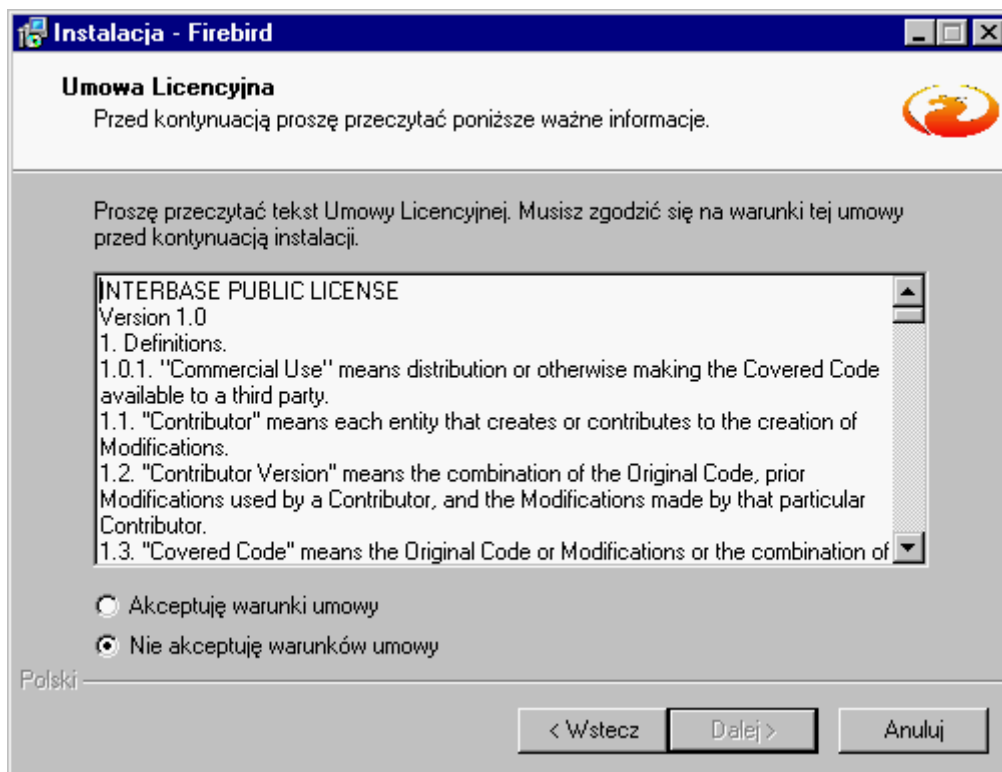 Instalacja - Firebird
Umowa Licencyjna
Przed kontynuacją proszę przeczytać poniższe ważne informacje.
Proszę przeczytać tekst Umowy Licencyjnej. Musisz zgodzić się na warunki tej umowy
przed kontynuacją instalacji.
INTERBASE PUBLIC LICENSE
Version 1.0
1. Definitions.
1.0.1. "Commercial Use" means distribution or otherwise making the Covered Code
available to a third party.
1.1. "Contributor" means each entity that creates or contributes to the creation of
Modifications.
1.2. "Contributor Version" means the combination of the Original Code, prior
Modifications used by a Contributor, and the Modifications made by that particular
Contributor.
1.3. "Covered Code" means the Original Code or Modifications or the combination of
Akceptuję warunki umowy
Nie akceptuję warunków umowy
Polski
< Wstecz
Dalej >
Anuluj